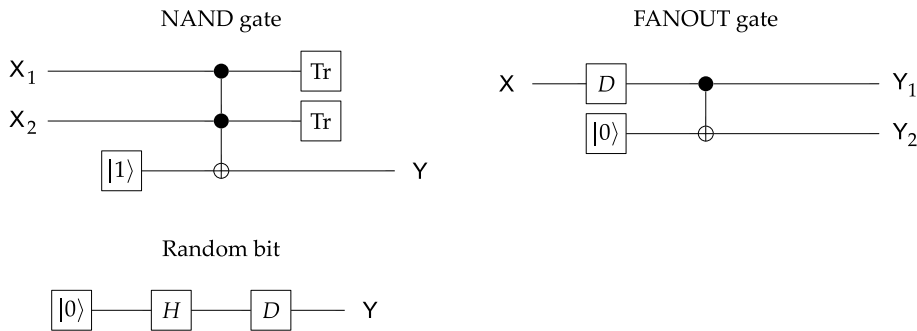 NAND gate
X₁ Tr
X₂ Tr
|1⟩ Y
FANOUT gate
X D Y₁
|0⟩ Y₂
Random bit
|0⟩ H D Y